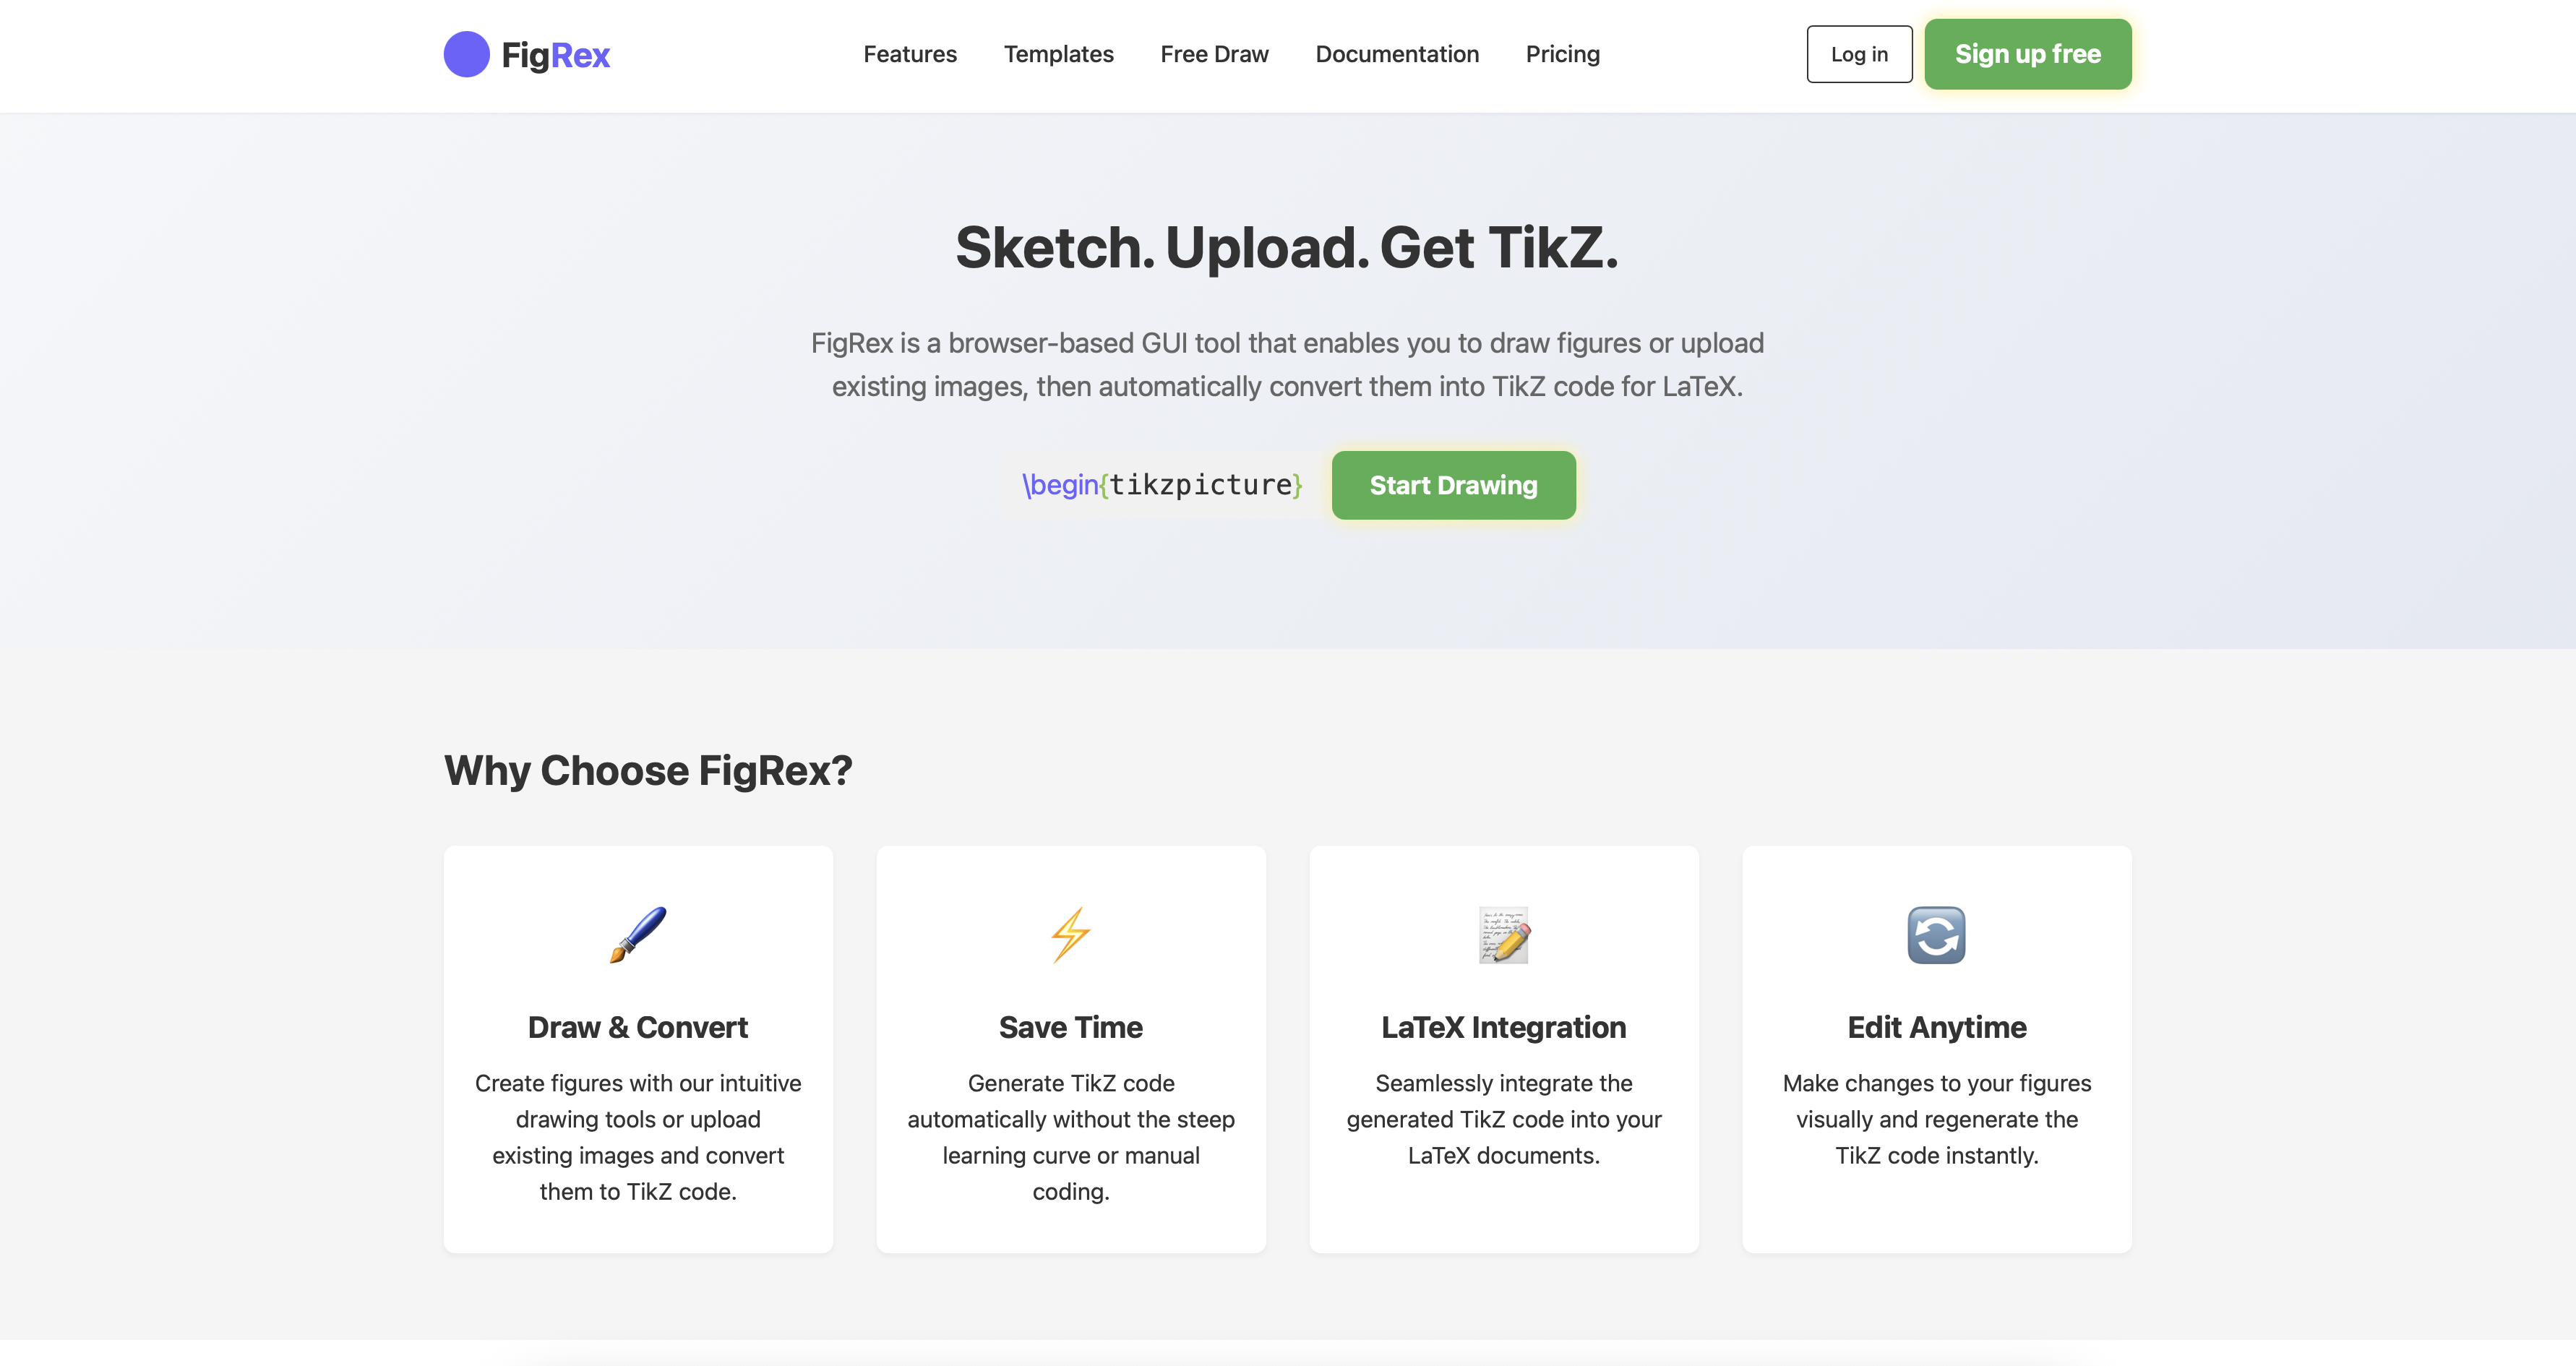 FigRex
Features
Templates
Free Draw
Documentation
Pricing
Log in
Sign up free
Sketch. Upload. Get TikZ.
FigRex is a browser-based GUI tool that enables you to draw figures or upload
existing images, then automatically convert them into TikZ code for LaTeX.
\begin{tikzpicture}
Start Drawing
Why Choose FigRex?
Draw & Convert
Create figures with our intuitive
drawing tools or upload
existing images and convert
them to TikZ code.
Save Time
Generate TikZ code
automatically without the steep
learning curve or manual
coding.
LaTeX Integration
Seamlessly integrate the
generated TikZ code into your
LaTeX documents.
Edit Anytime
Make changes to your figures
visually and regenerate the
TikZ code instantly.